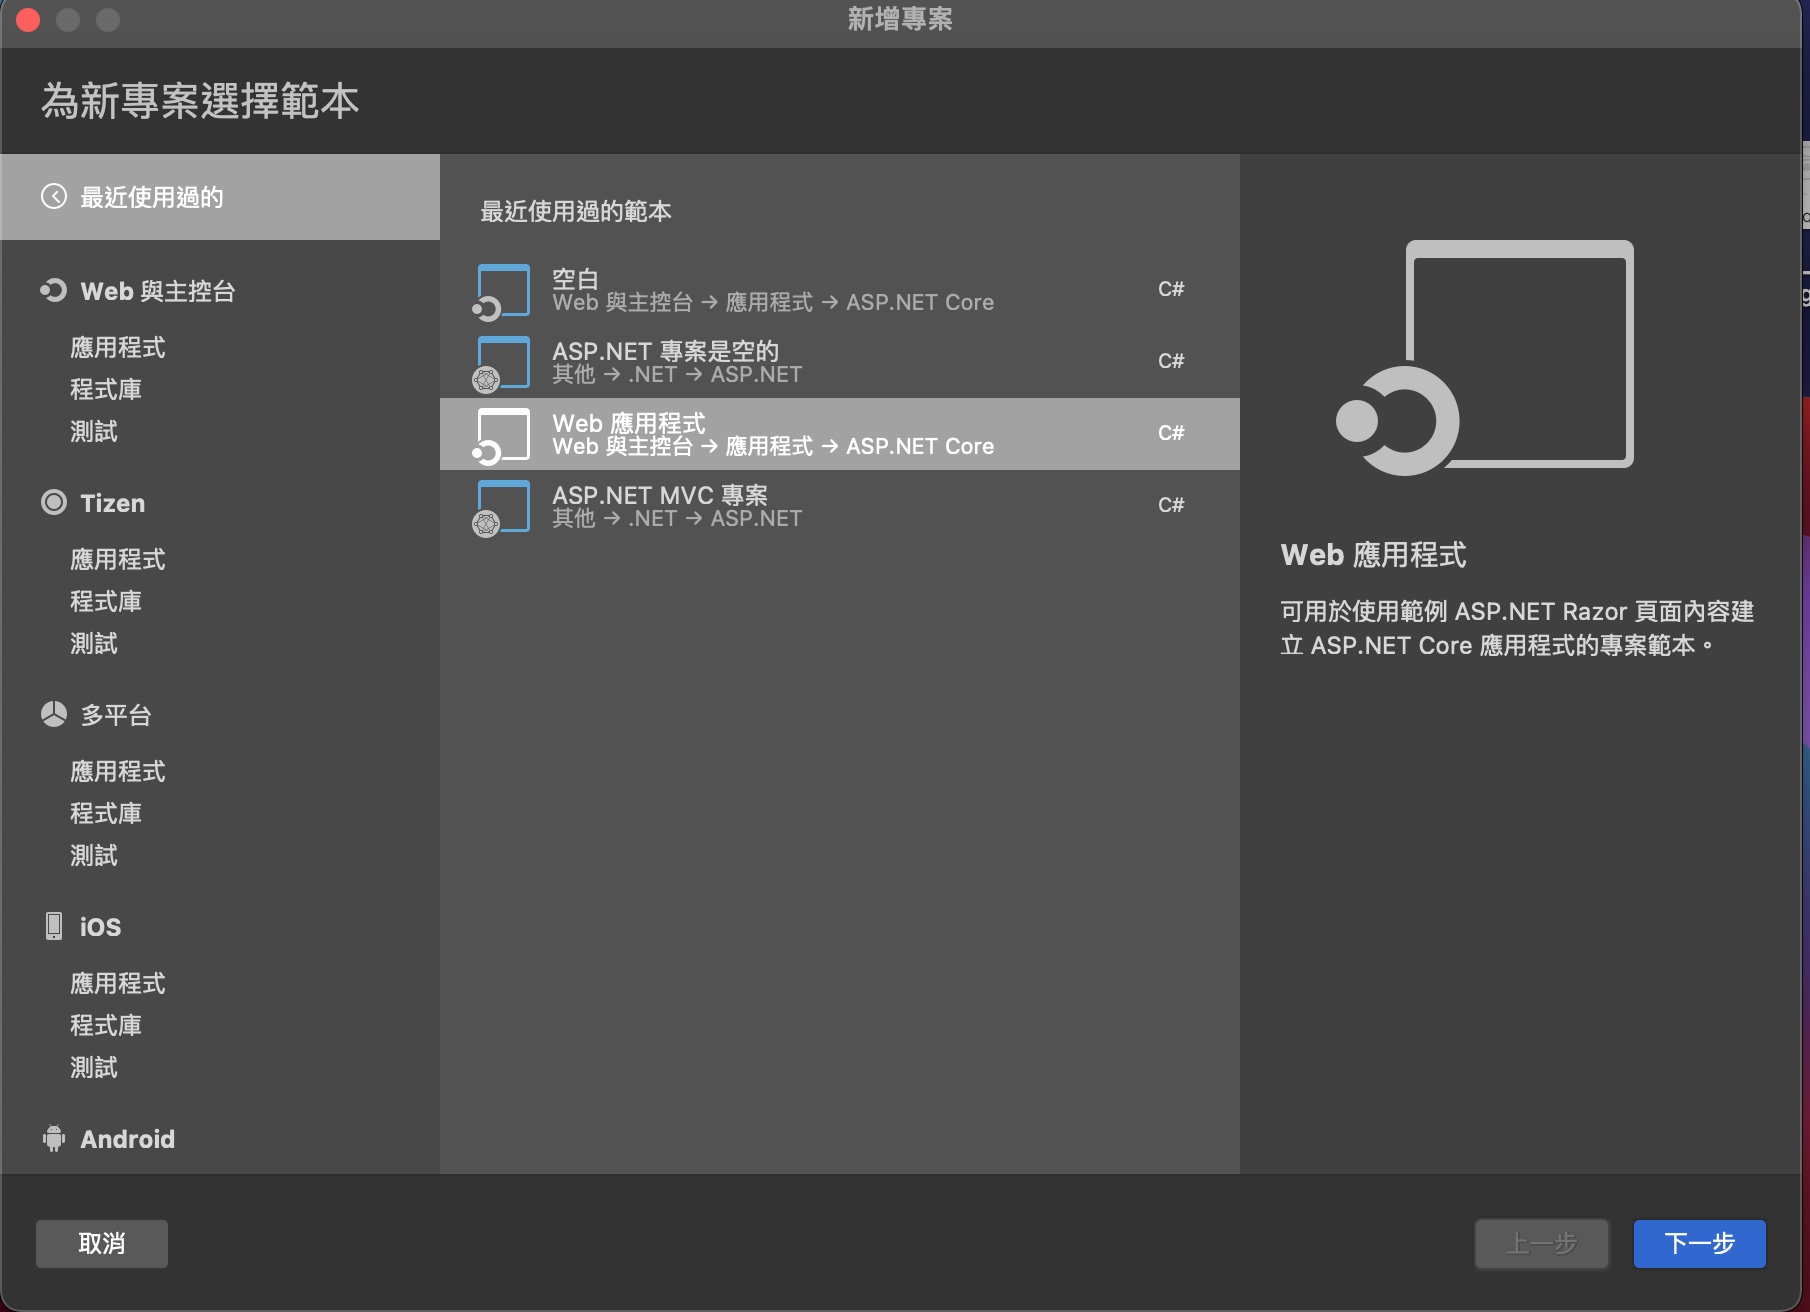 新增專案
為新專案選擇範本
最近使用過的
Web 與主控台
應用程式
程式庫
測試
Tizen
應用程式
程式庫
測試
多平台
應用程式
程式庫
測試
iOS
應用程式
程式庫
測試
Android
最近使用過的範本
空白 C#
Web 與主控台 → 應用程式 → ASP.NET Core
ASP.NET 專案是空的 C#
其他 → .NET → ASP.NET
Web 應用程式 C#
Web 與主控台 → 應用程式 → ASP.NET Core
ASP.NET MVC 專案 C#
其他 → .NET → ASP.NET
Web 應用程式
可用於使用範例 ASP.NET Razor 頁面內容建
立 ASP.NET Core 應用程式的專案範本。
取消
上一步
下一步